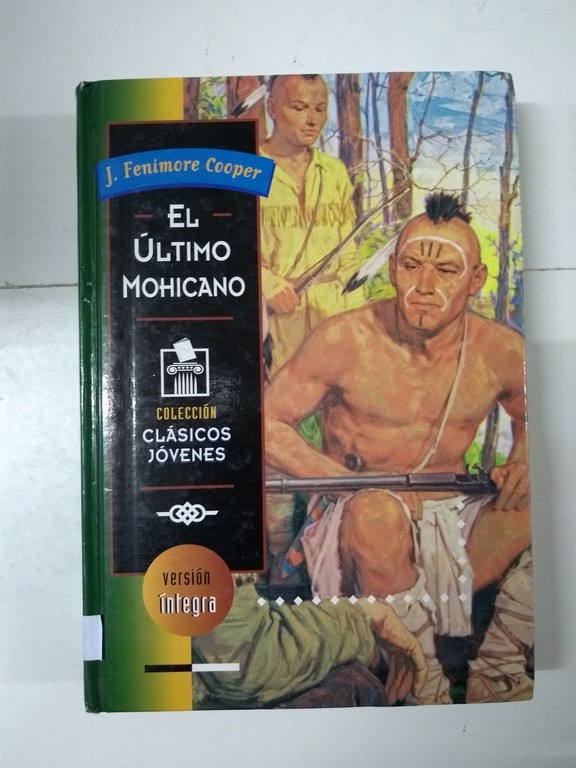 J. Fenimore Cooper
EL
ÚLTIMO
MOHICANO
COLECCIÓN
CLÁSICOS
JÓVENES
versión
íntegra